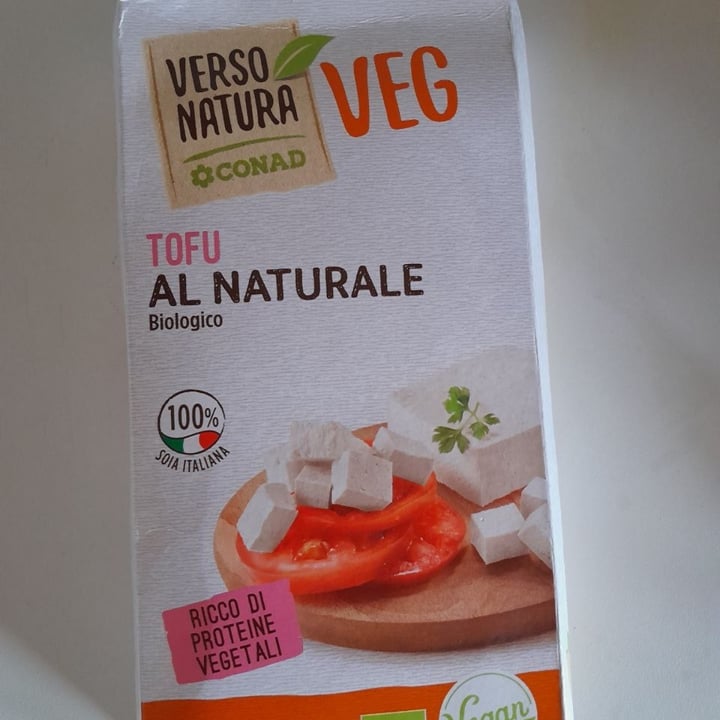 VERSO
NATURA
CONAD
VEG
TOFU
AL NATURALE
Biologico
100%
SOIA ITALIANA
RICCO DI
PROTEINE
VEGETALI
Vegan